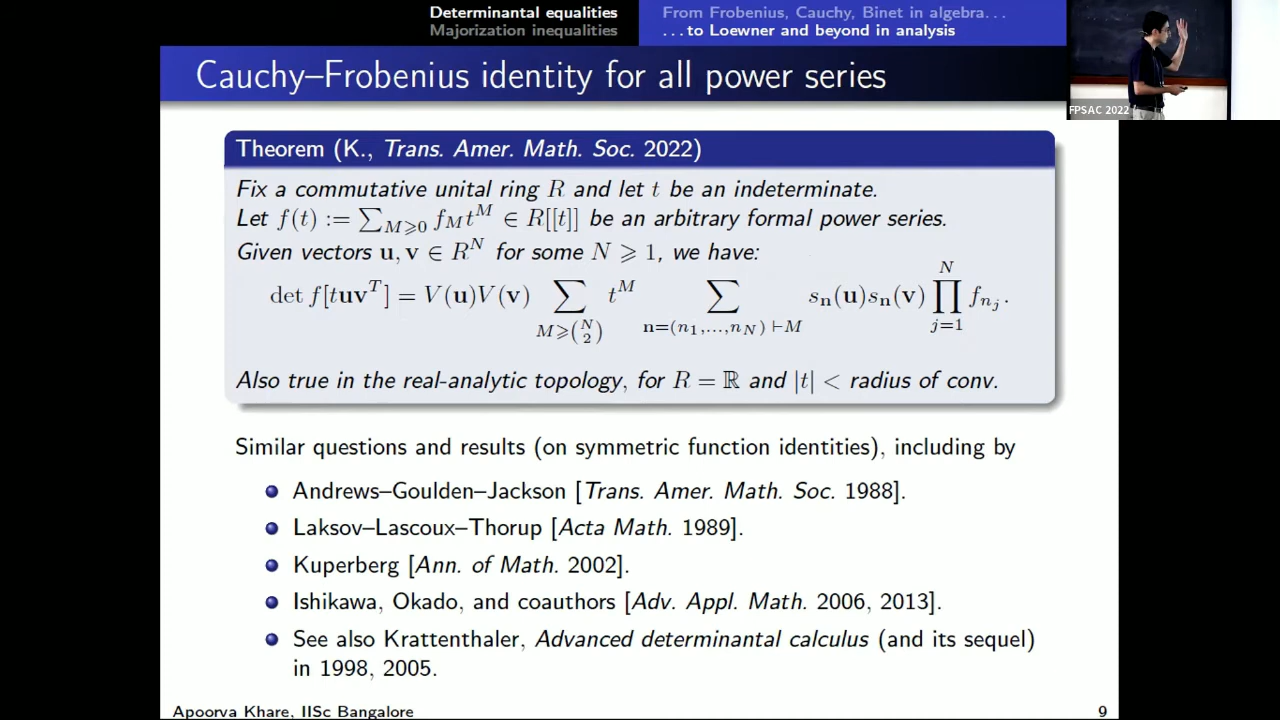 Determinantal equalities
Majorization inequalities
From Frobenius, Cauchy, Binet in algebra. . .
. . . to Loewner and beyond in analysis
FPSAC 2022
Cauchy–Frobenius identity for all power series
Theorem (K., Trans. Amer. Math. Soc. 2022)
Fix a commutative unital ring R and let t be an indeterminate.
Let f(t) := ∑_{M⩾0} f_M t^M ∈ R[[t]] be an arbitrary formal power series.
Given vectors u, v ∈ R^N for some N ⩾ 1, we have:
det f[tuv^T] = V(u)V(v) ∑_{M⩾\binom{N}{2}} t^M ∑_{n=(n_1,...,n_N) ⊢M} s_n(u)s_n(v) ∏_{j=1}^{N} f_{n_j}.
Also true in the real-analytic topology, for R = ℝ and |t| < radius of conv.
Similar questions and results (on symmetric function identities), including by
Andrews–Goulden–Jackson [Trans. Amer. Math. Soc. 1988].
Laksov–Lascoux–Thorup [Acta Math. 1989].
Kuperberg [Ann. of Math. 2002].
Ishikawa, Okado, and coauthors [Adv. Appl. Math. 2006, 2013].
See also Krattenthaler, Advanced determinantal calculus (and its sequel)
in 1998, 2005.
Apoorva Khare, IISc Bangalore
9